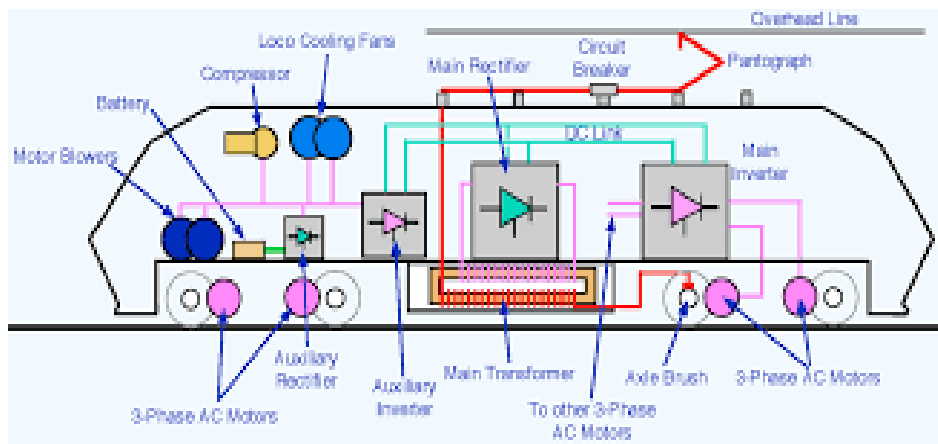 Overhead Line
Loco Cooling Fans
Circuit
Breaker
Main Rectifier
Pantograph
Compressor
Battery
DC Link
Motor Blowers
Main
Inverter
Auxiliary
Rectifier
Main Transformer
Axle Brush
3-Phase AC Motors
Auxiliary
Inverter
3-Phase AC Motors
To other 3-Phase
AC Motors